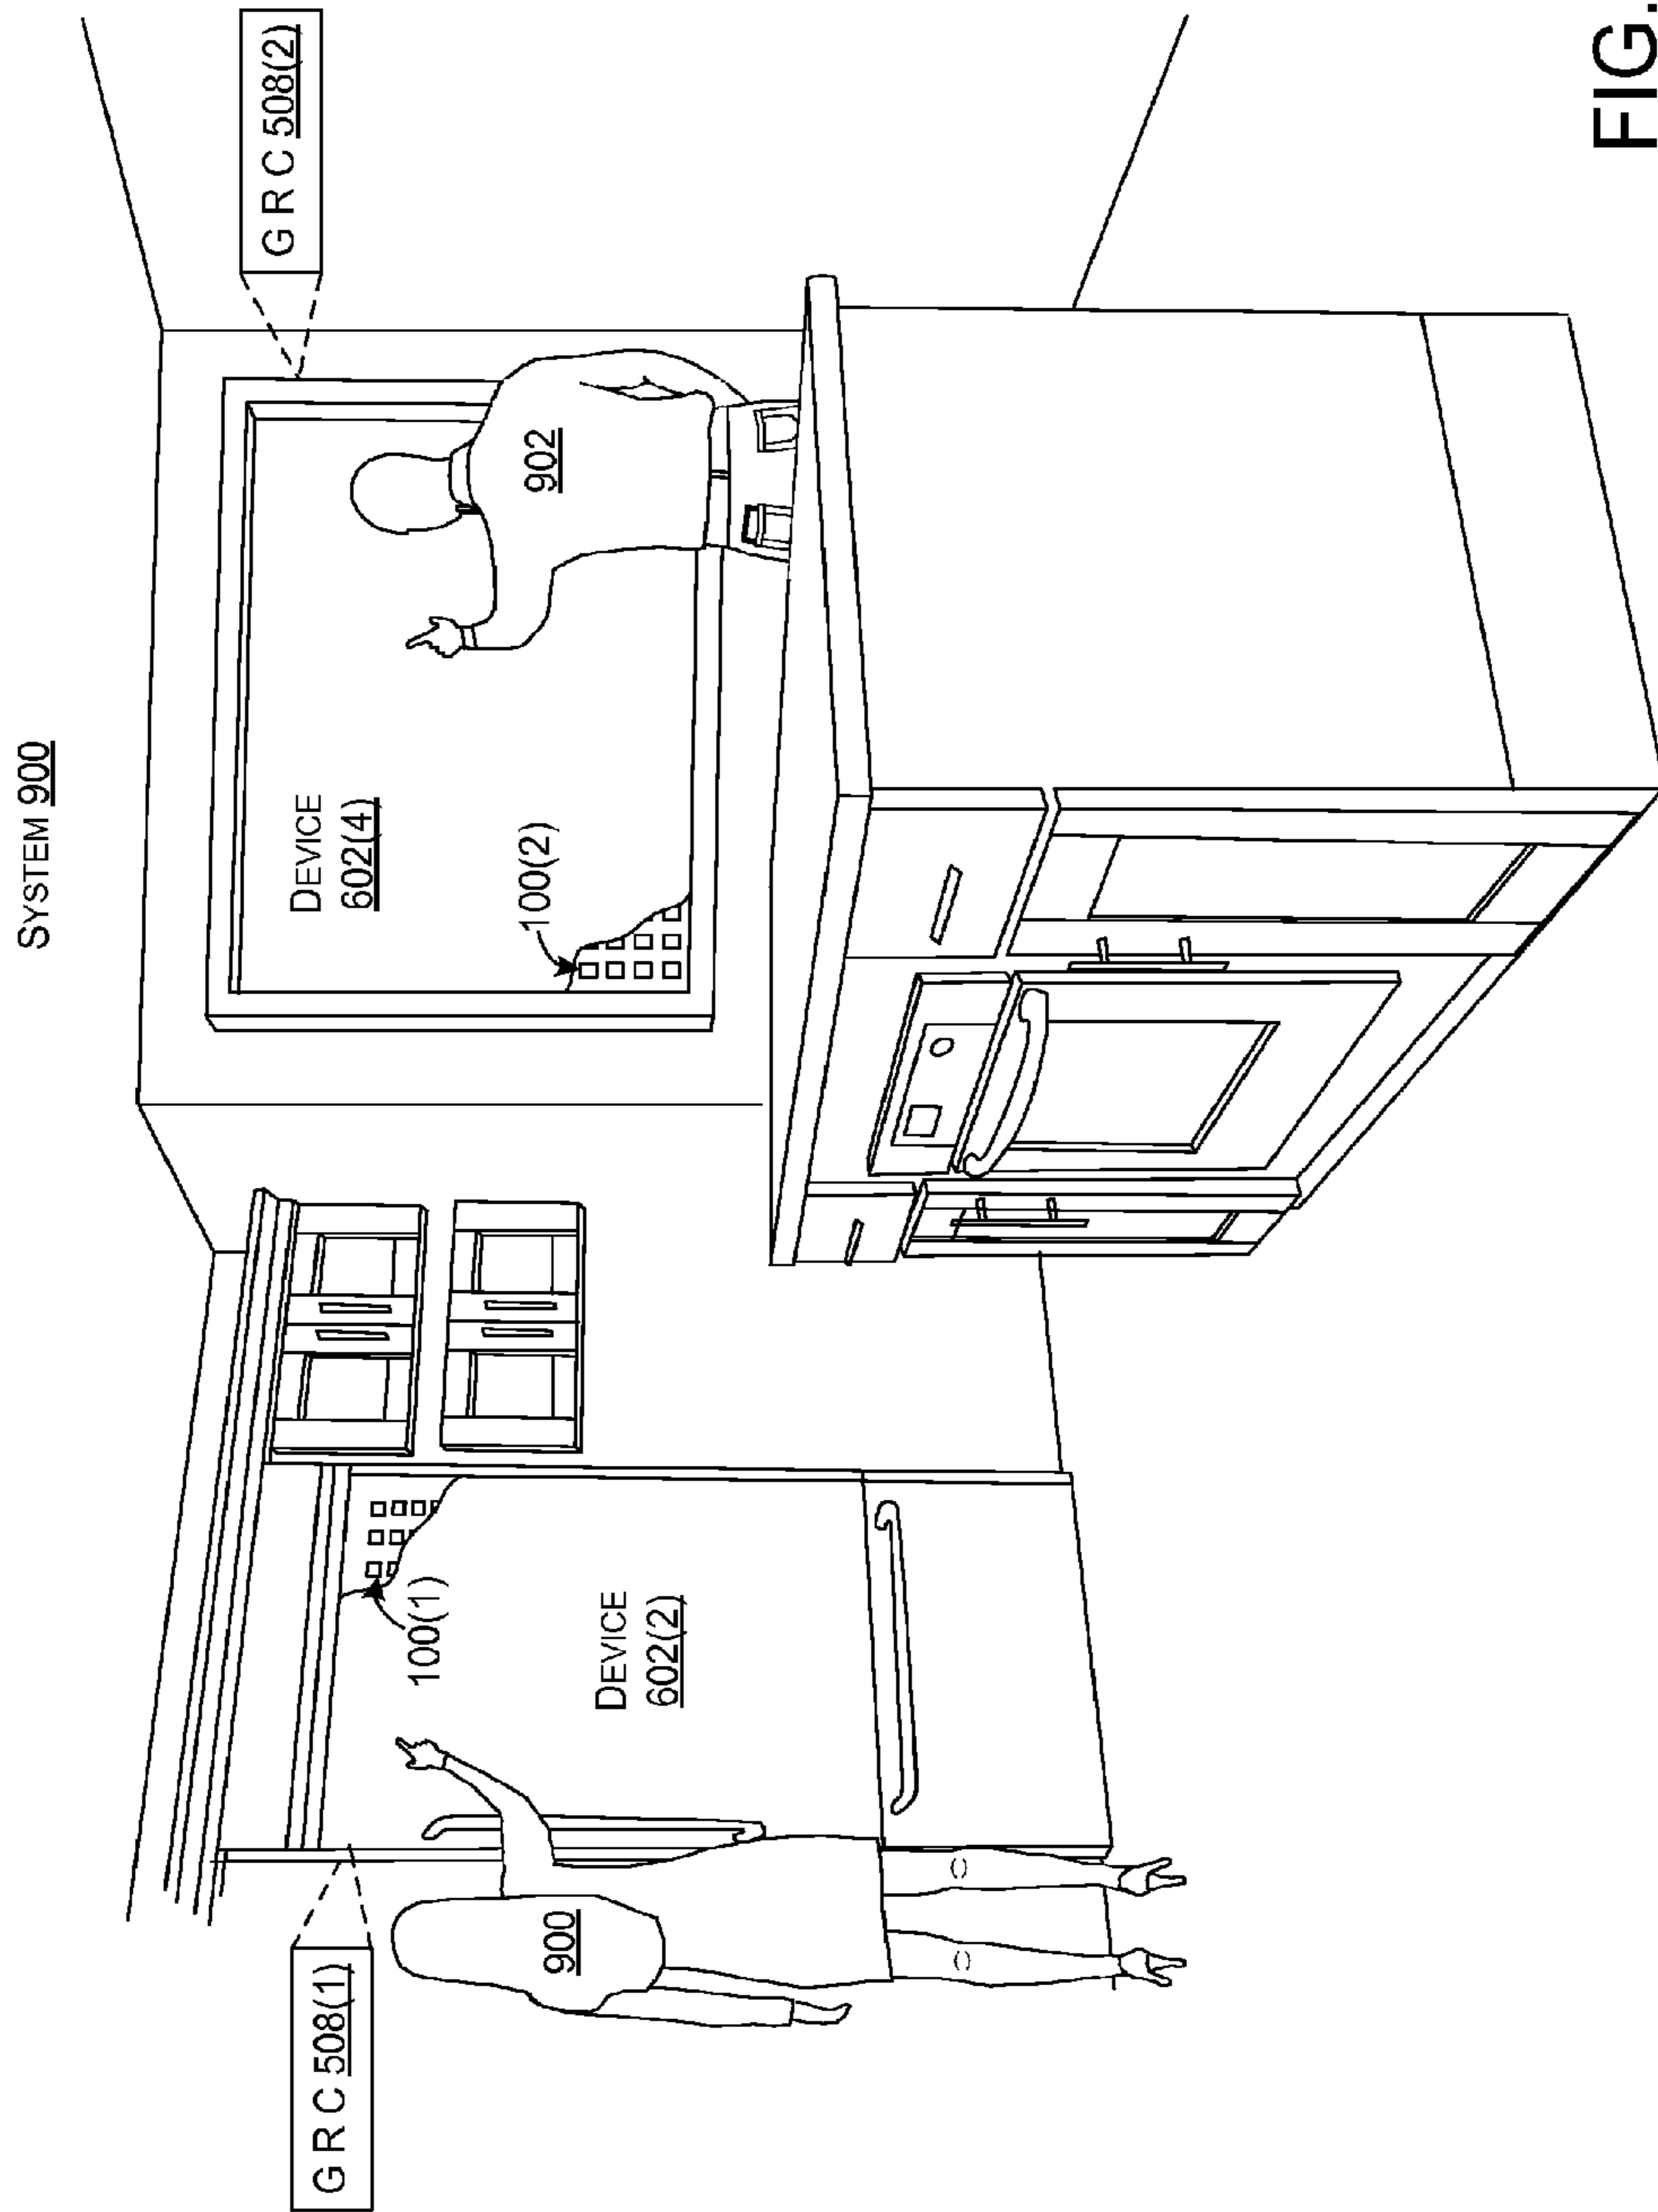 SYSTEM 900
G R C 508(1)
G R C 508(2)
100(1)
DEVICE
602(2)
900
DEVICE
602(4)
100(2)
902
FIG.